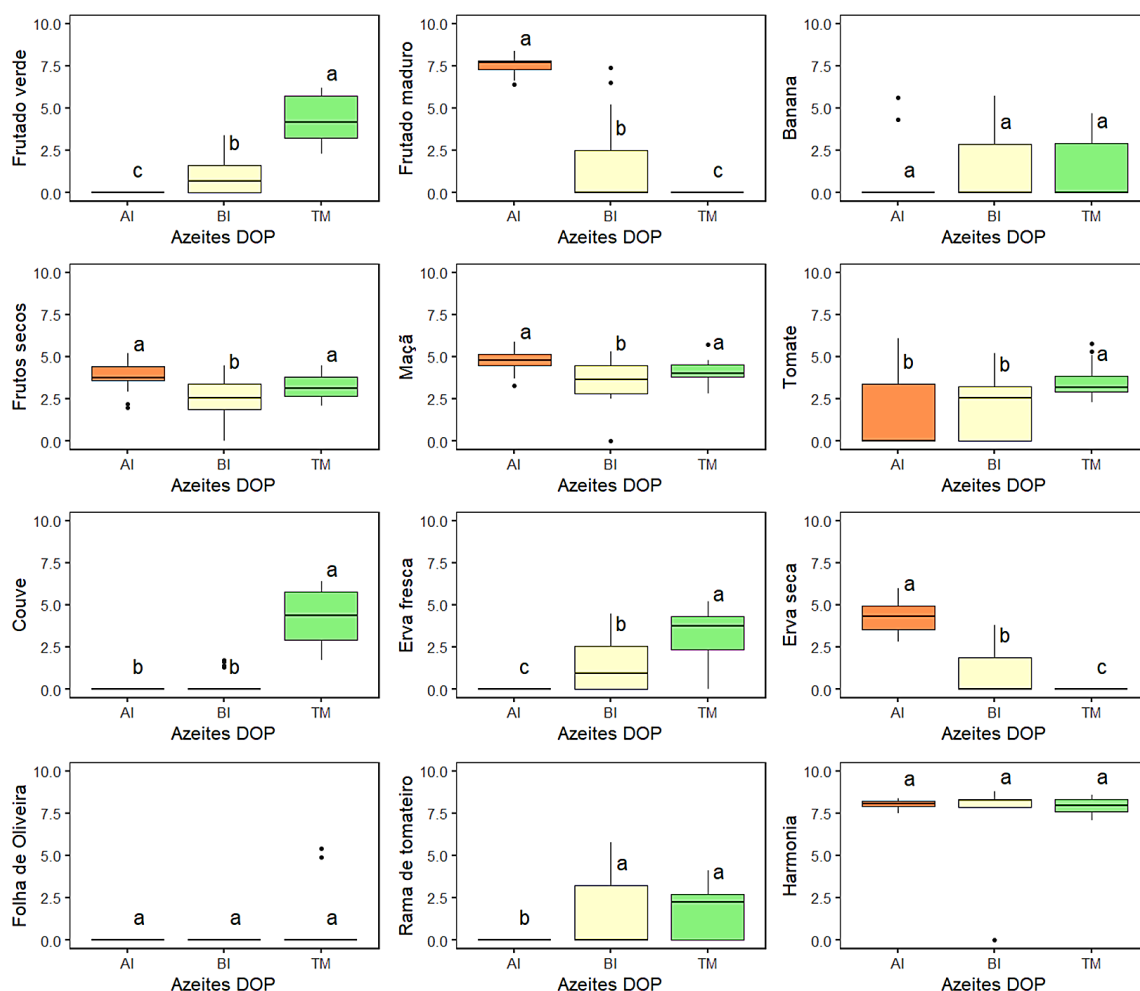 Frutado verde
10.0
7.5
5.0
2.5
0.0
c
b
a
AI BI TM
Azeites DOP
Frutado maduro
10.0
7.5
5.0
2.5
0.0
a
b
c
AI BI TM
Azeites DOP
Banana
10.0
7.5
5.0
2.5
0.0
a
a
a
AI BI TM
Azeites DOP
Frutos secos
10.0
7.5
5.0
2.5
0.0
a
b
a
AI BI TM
Azeites DOP
Maçã
10.0
7.5
5.0
2.5
0.0
a
b
a
AI BI TM
Azeites DOP
Tomate
10.0
7.5
5.0
2.5
0.0
b
b
a
AI BI TM
Azeites DOP
Couve
10.0
7.5
5.0
2.5
0.0
b
b
a
AI BI TM
Azeites DOP
Erva fresca
10.0
7.5
5.0
2.5
0.0
c
b
a
AI BI TM
Azeites DOP
Erva seca
10.0
7.5
5.0
2.5
0.0
a
b
c
AI BI TM
Azeites DOP
Folha de Oliveira
10.0
7.5
5.0
2.5
0.0
a
a
a
AI BI TM
Azeites DOP
Rama de tomateiro
10.0
7.5
5.0
2.5
0.0
b
a
a
AI BI TM
Azeites DOP
Harmonia
10.0
7.5
5.0
2.5
0.0
a
a
a
AI BI TM
Azeites DOP